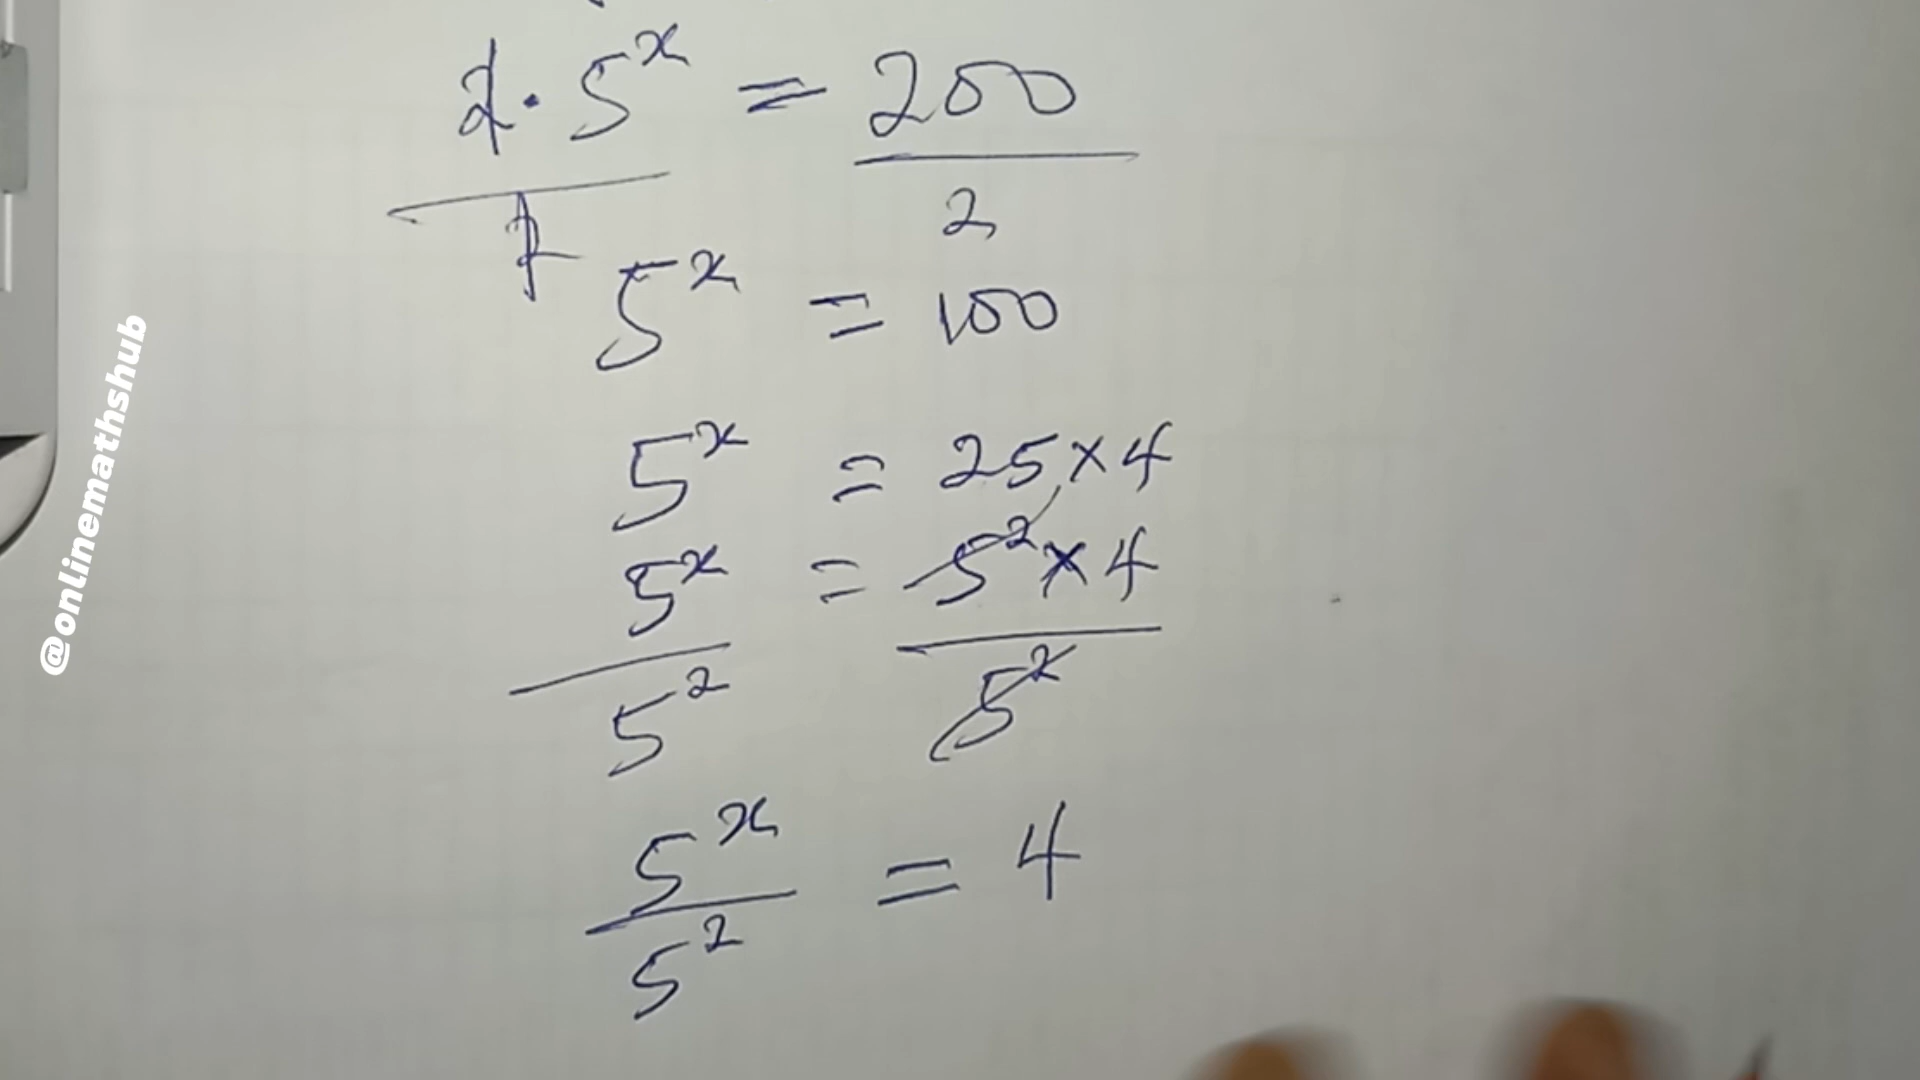 2 · 5^x = 200
2 2
5^x = 100
5^x = 25 × 4
5^x = 5^2 × 4
5^2 5^2
5^x = 4
5^2
@onlinemathshub